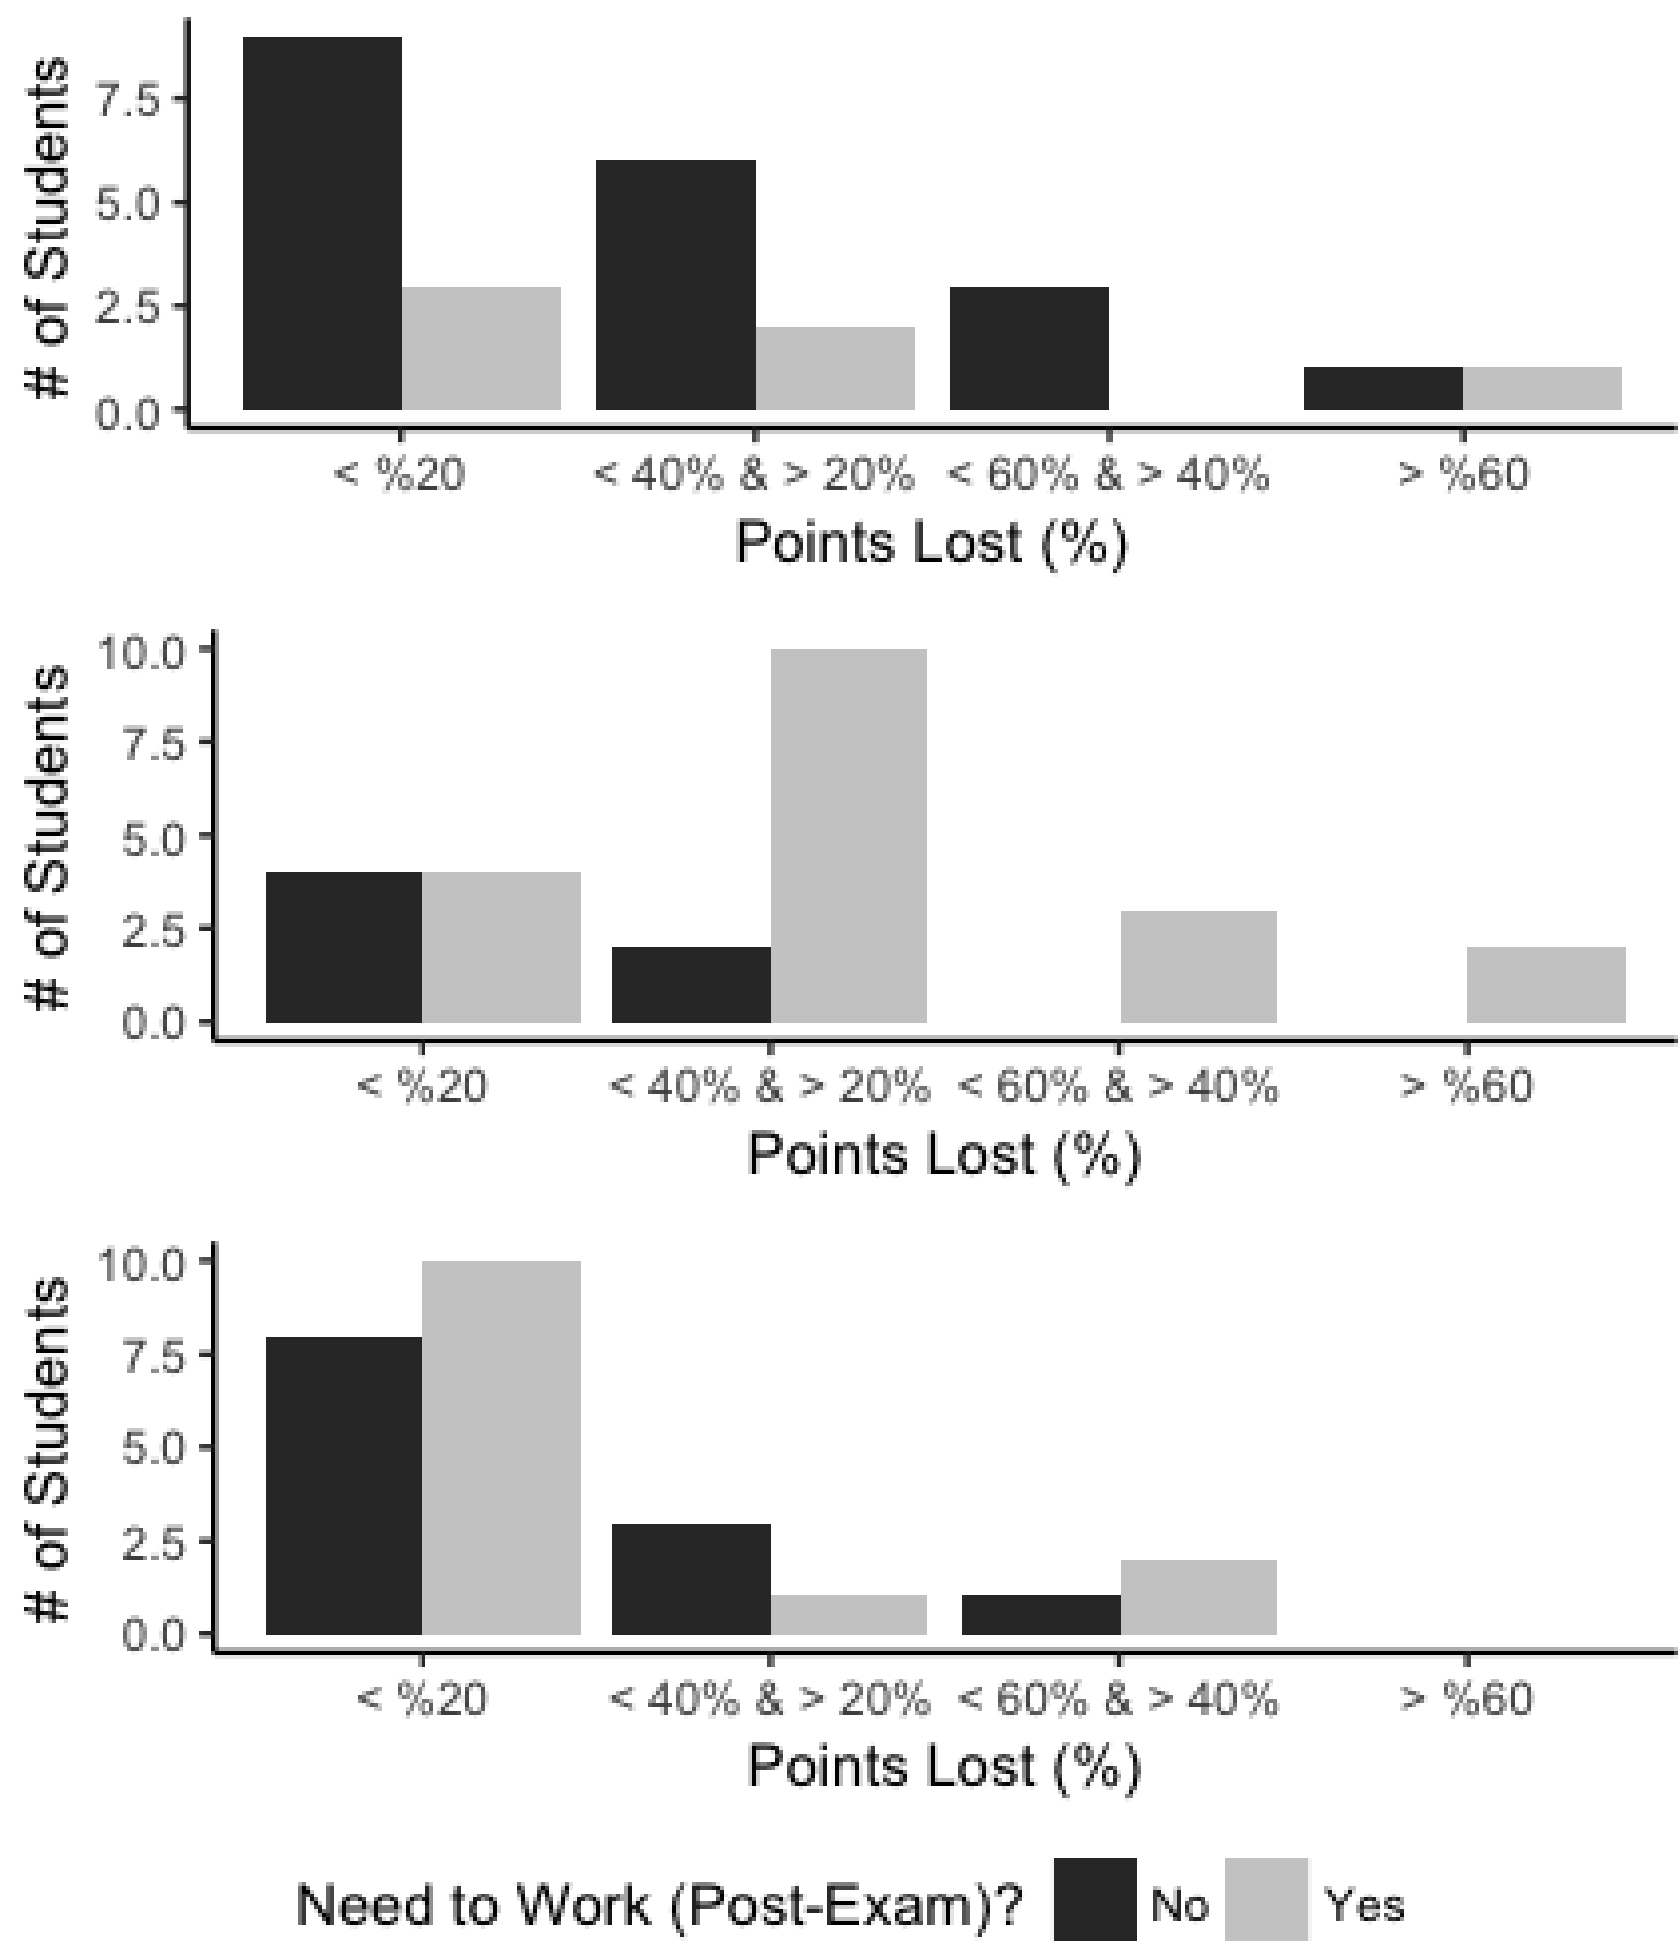 # of Students
7.5
5.0
2.5
0.0
< %20 < 40% & > 20% < 60% & > 40% > %60
Points Lost (%)
# of Students
10.0
7.5
5.0
2.5
0.0
< %20 < 40% & > 20% < 60% & > 40% > %60
Points Lost (%)
# of Students
10.0
7.5
5.0
2.5
0.0
< %20 < 40% & > 20% < 60% & > 40% > %60
Points Lost (%)
Need to Work (Post-Exam)? No Yes